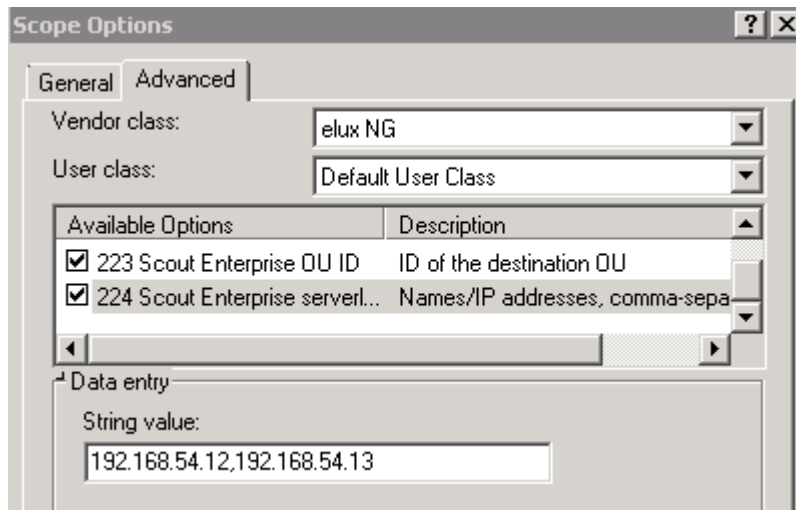 Scope Options
General Advanced
Vendor class: elux NG
User class: Default User Class
Available Options Description
223 Scout Enterprise OU ID ID of the destination OU
224 Scout Enterprise serverl... Names/IP addresses, comma-sepa
Data entry
String value:
192.168.54.12,192.168.54.13